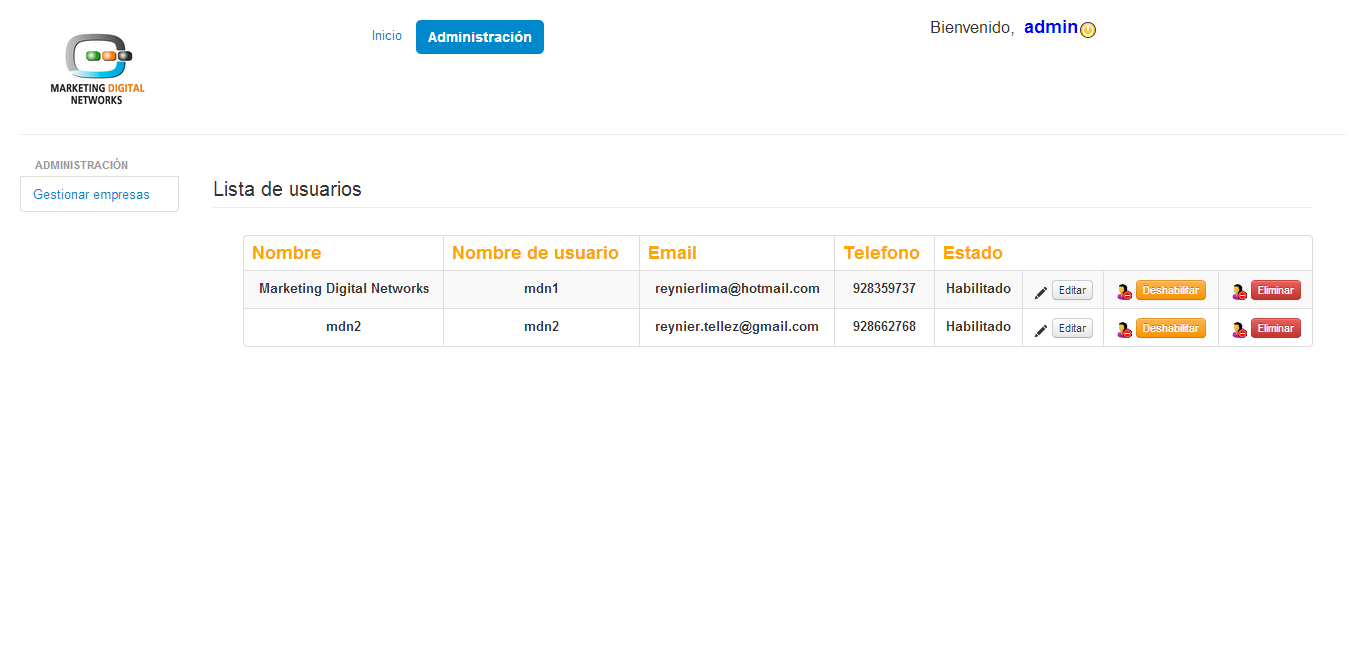 MARKETING DIGITAL
NETWORKS
Inicio
Administración
Bienvenido, admin
ADMINISTRACIÓN
Gestionar empresas
Lista de usuarios
Nombre Nombre de usuario Email Telefono Estado
Marketing Digital Networks mdn1 reynierlima@hotmail.com 928359737 Habilitado Editar Deshabilitar Eliminar
mdn2 mdn2 reynier.tellez@gmail.com 928662768 Habilitado Editar Deshabilitar Eliminar